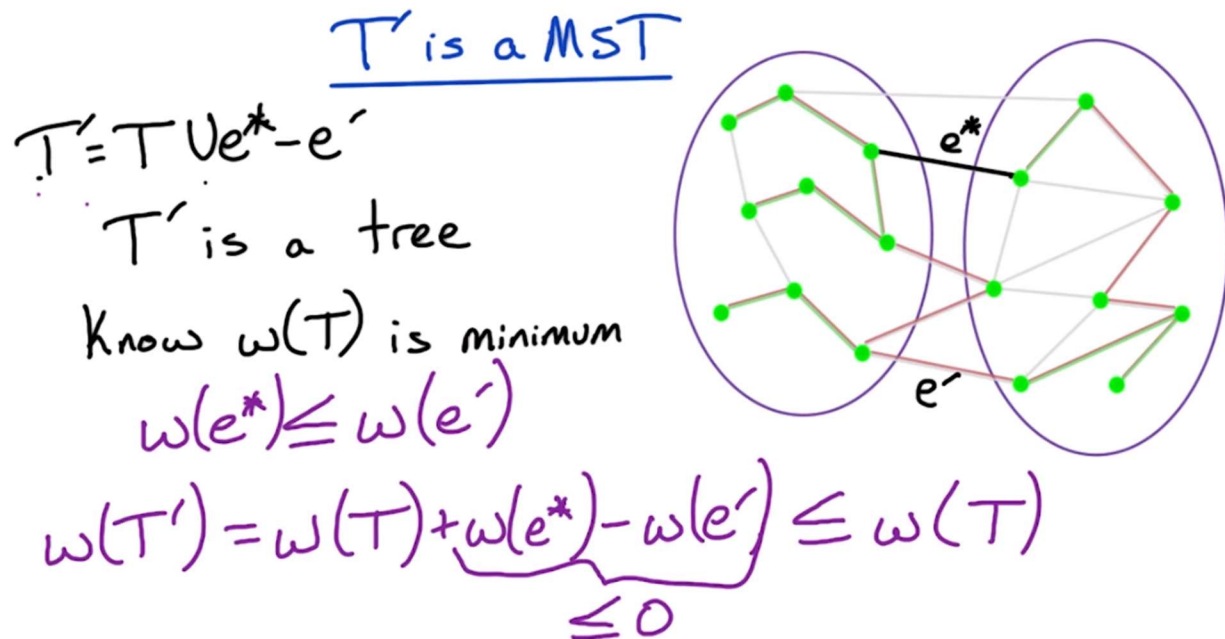 T′ is a MST
T′ = T ∪ e* - e′
T′ is a tree
Know w(T) is minimum
w(e*) ≤ w(e′)
w(T′) = w(T) + w(e*) - w(e′) ≤ w(T)
≤ 0
e*
e′